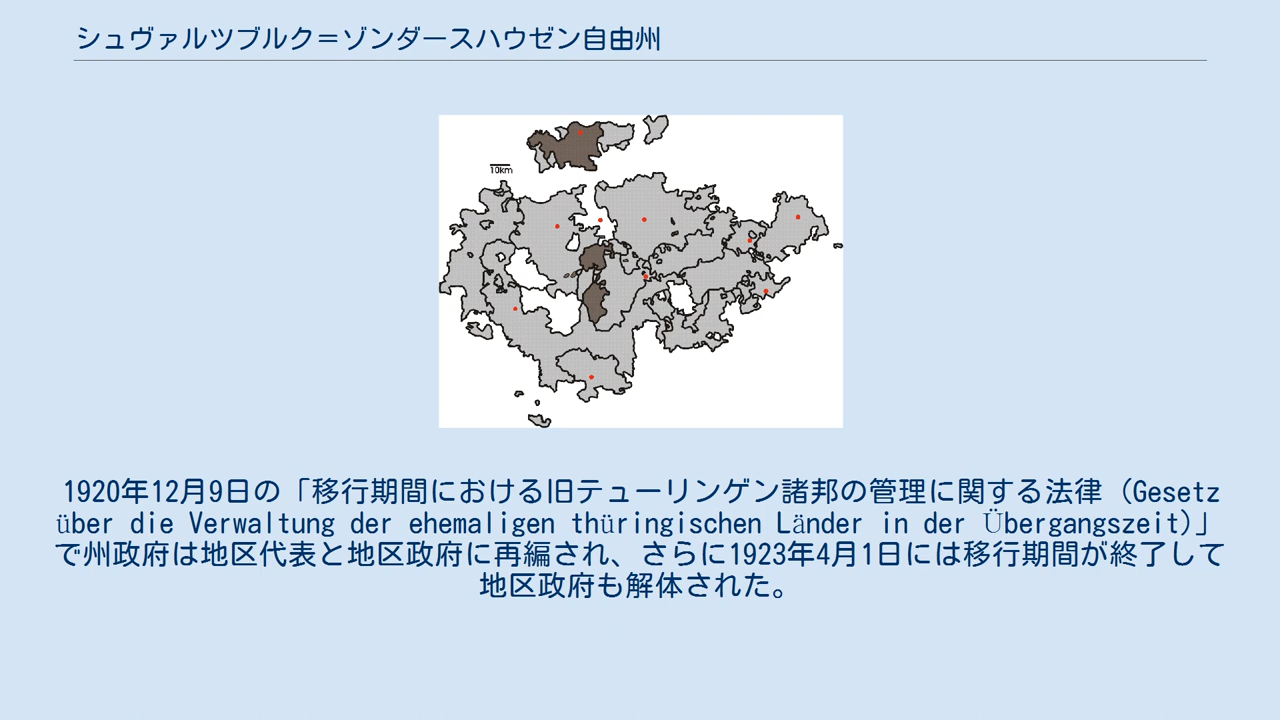 シュヴァルツブルク＝ゾンダースハウゼン自由州
10km
1920年12月9日の「移行期間における旧テューリンゲン諸邦の管理に関する法律（Gesetz
über die Verwaltung der ehemaligen thüringischen Länder in der Übergangszeit)」
で州政府は地区代表と地区政府に再編され、さらに1923年4月1日には移行期間が終了して
地区政府も解体された。